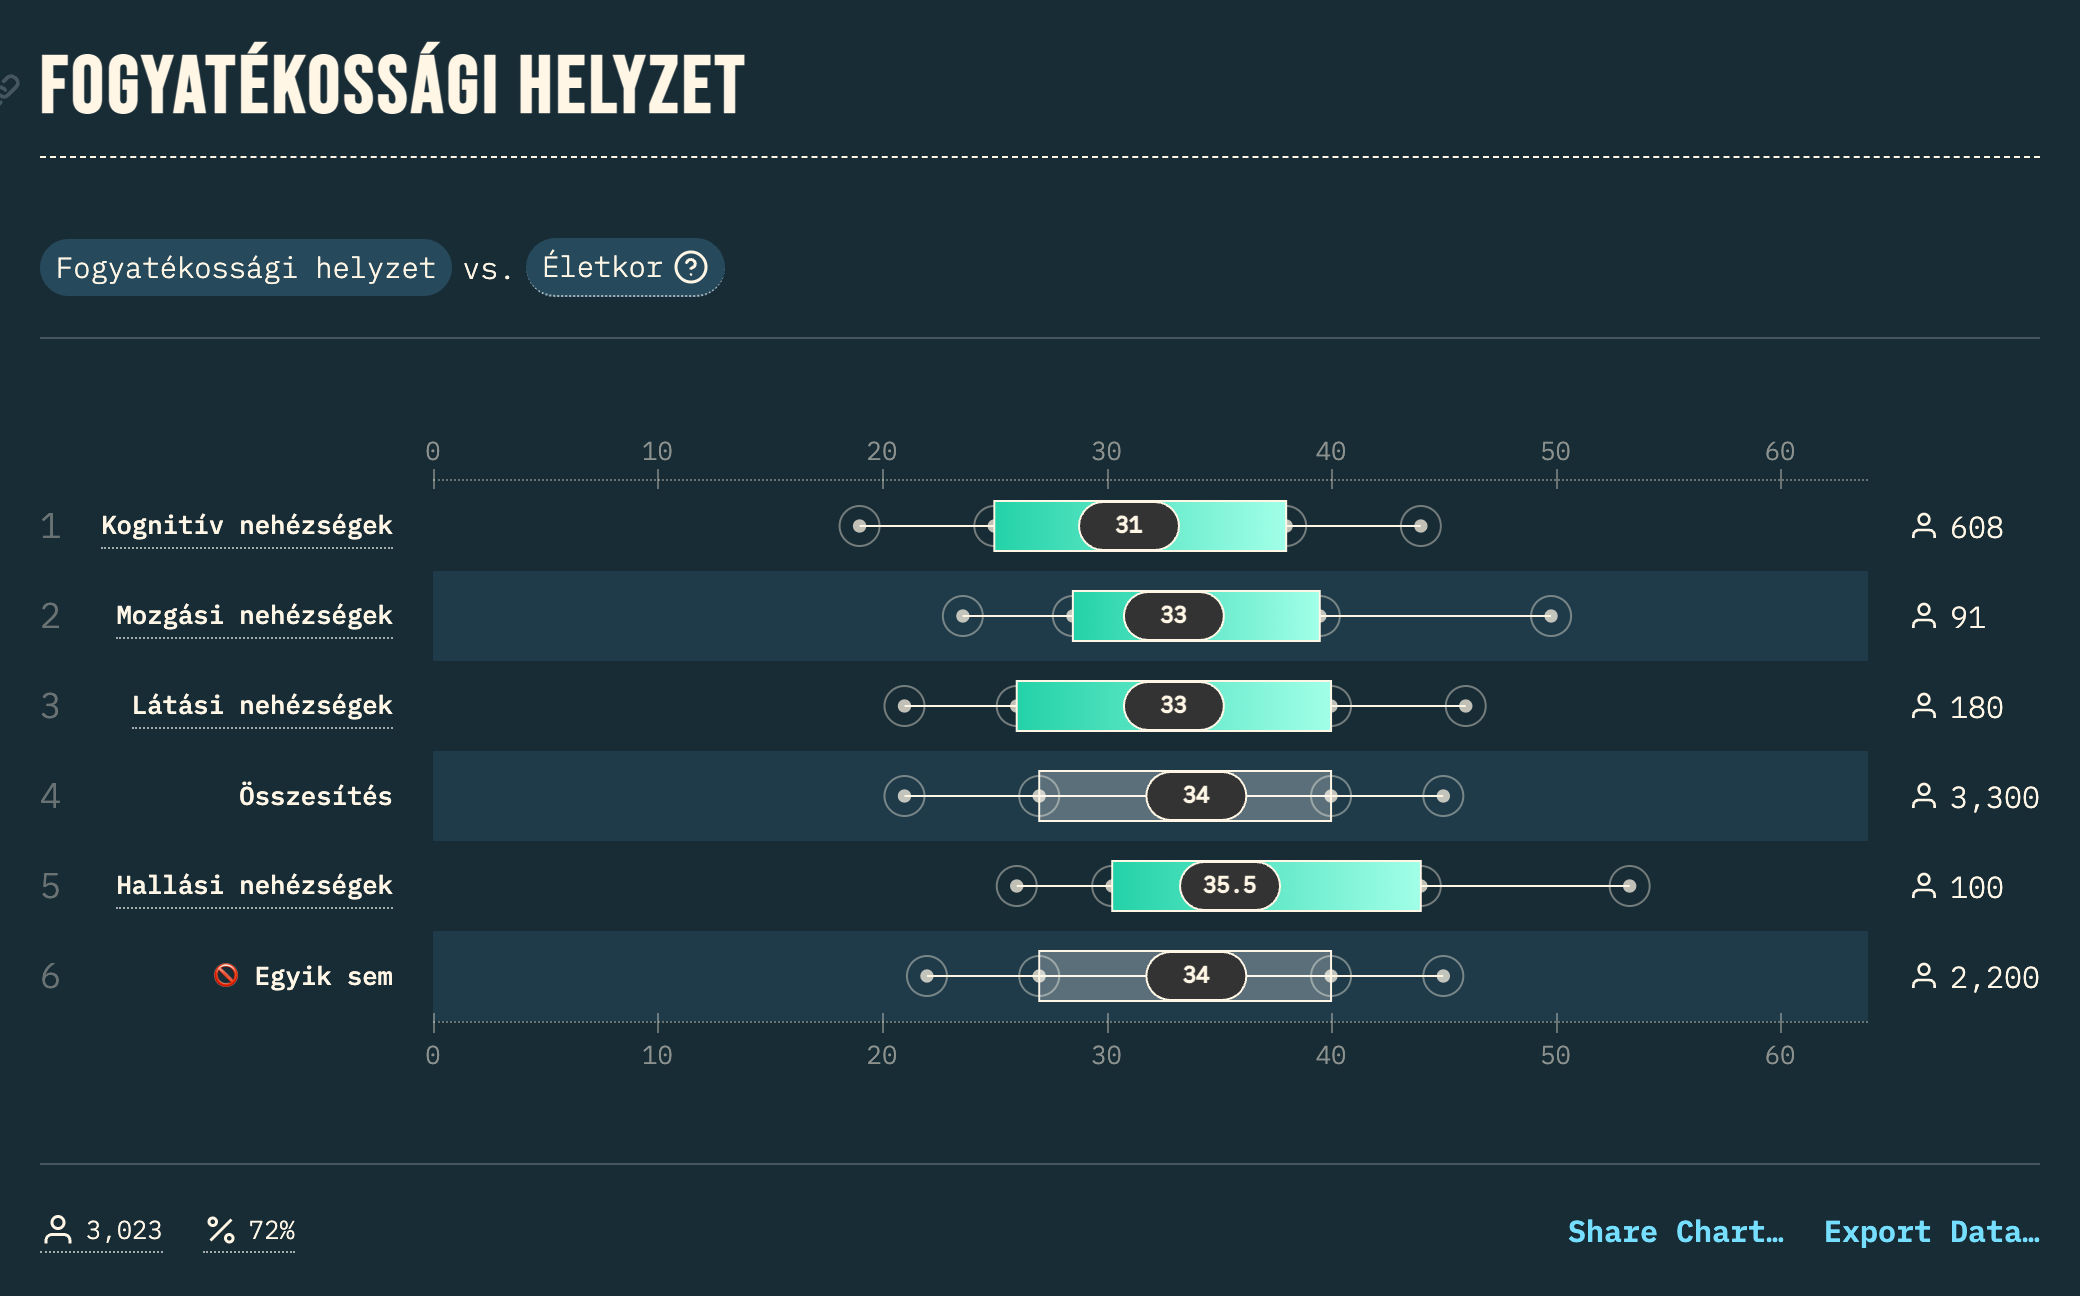 FOGYATÉKOSSÁGI HELYZET
Fogyatékossági helyzet vs. Életkor ?
0 10 20 30 40 50 60
1 Kognitív nehézségek 31 608
2 Mozgási nehézségek 33 91
3 Látási nehézségek 33 180
4 Összesítés 34 3,300
5 Hallási nehézségek 35.5 100
6 🚫 Egyik sem 34 2,200
0 10 20 30 40 50 60
3,023 % 72% Share Chart… Export Data…